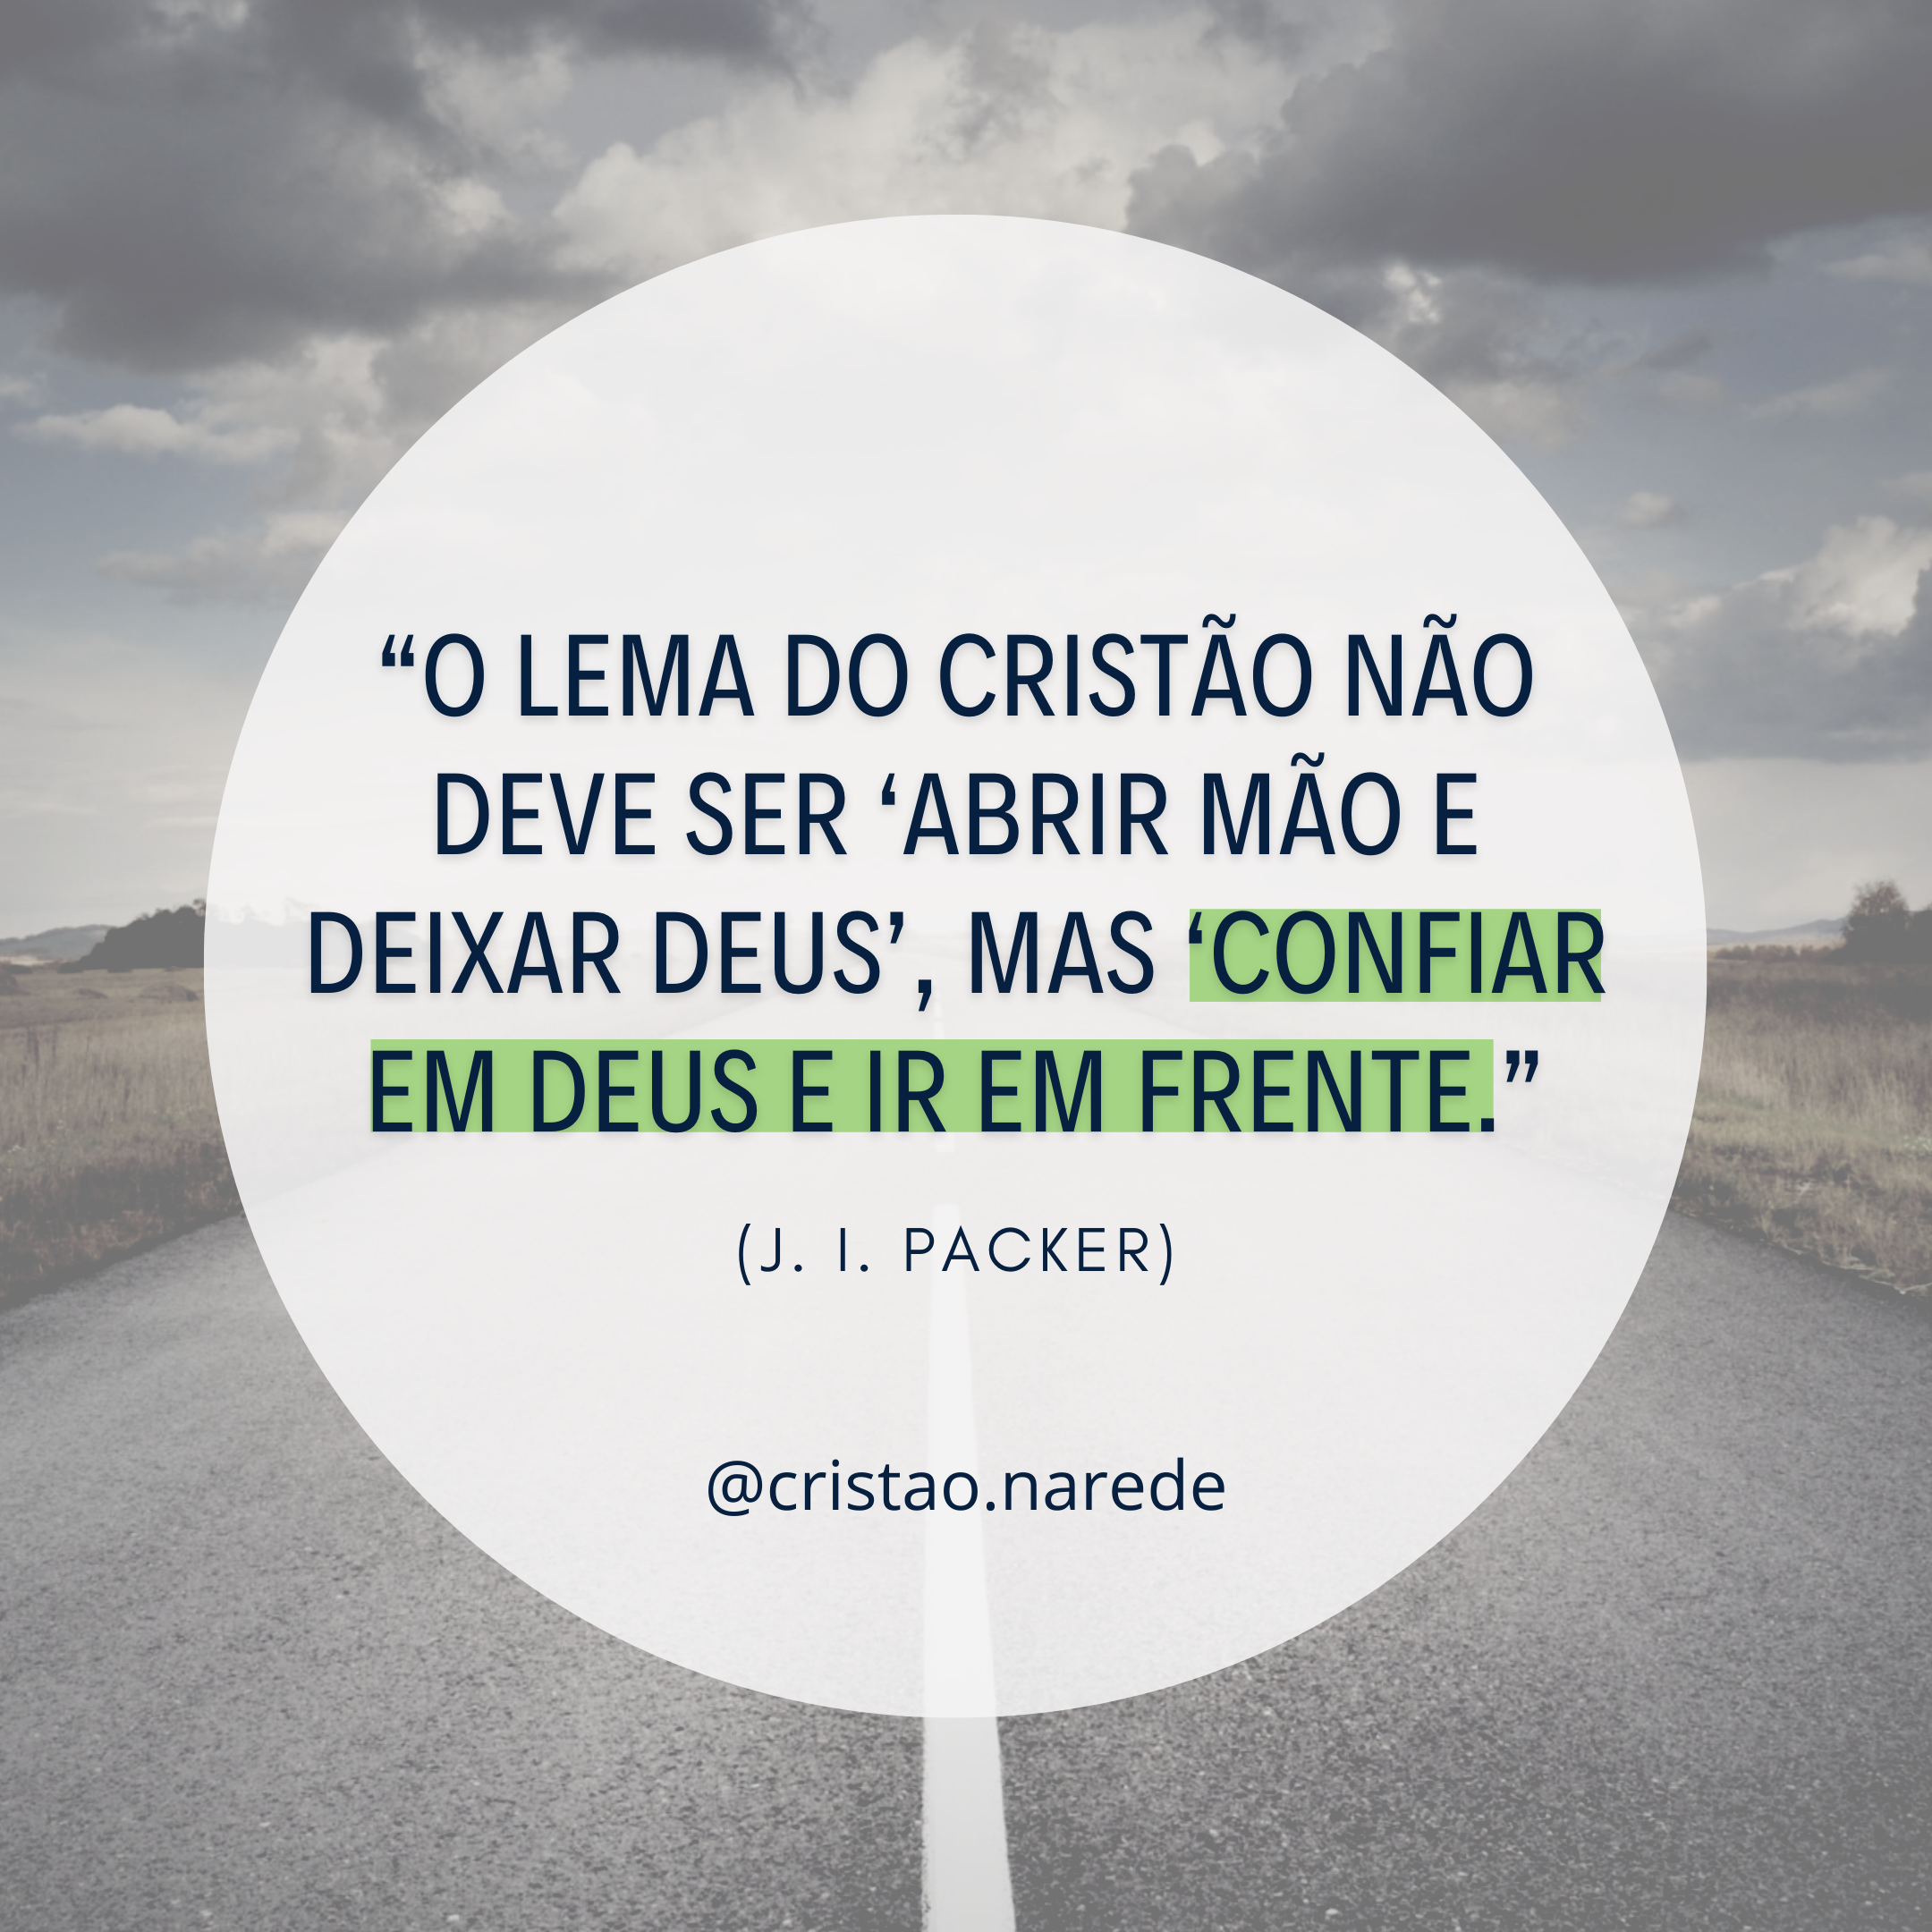 “O LEMA DO CRISTÃO NÃO
DEVE SER ‘ABRIR MÃO E
DEIXAR DEUS’, MAS ‘CONFIAR
EM DEUS E IR EM FRENTE.”
(J. I. PACKER)
@cristao.narede